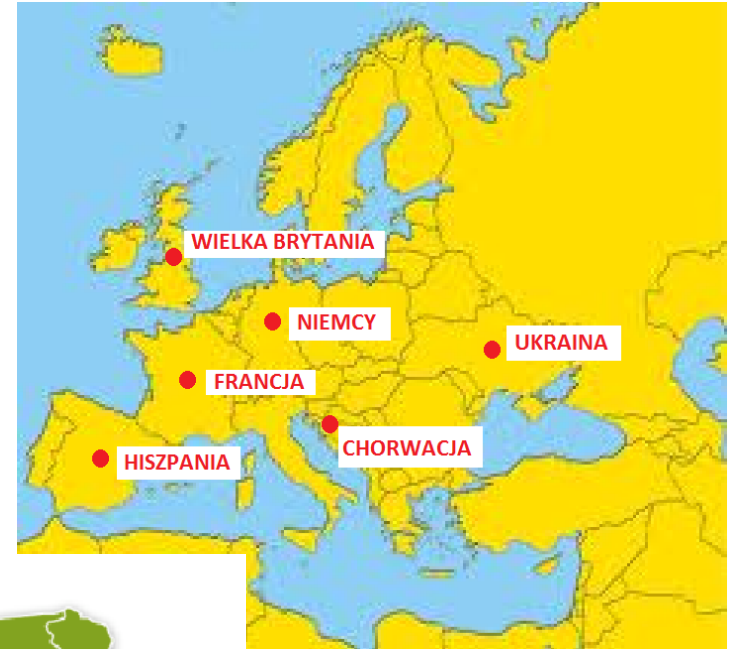 WIELKA BRYTANIA
NIEMCY
UKRAINA
FRANCJA
CHORWACJA
HISZPANIA